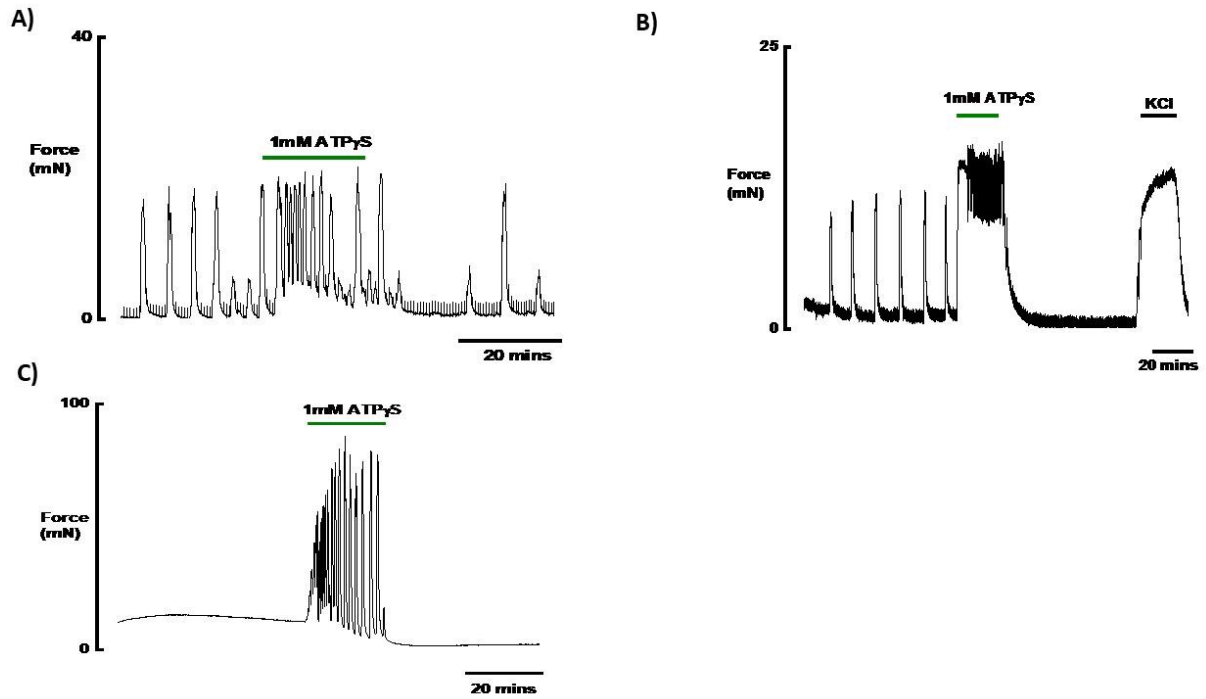 A)
40
1mM ATPγS
Force
(mN)
0
20 mins
B)
25
1mM ATPγS
KCl
Force
(mN)
0
20 mins
C)
100
1mM ATPγS
Force
(mN)
0
20 mins